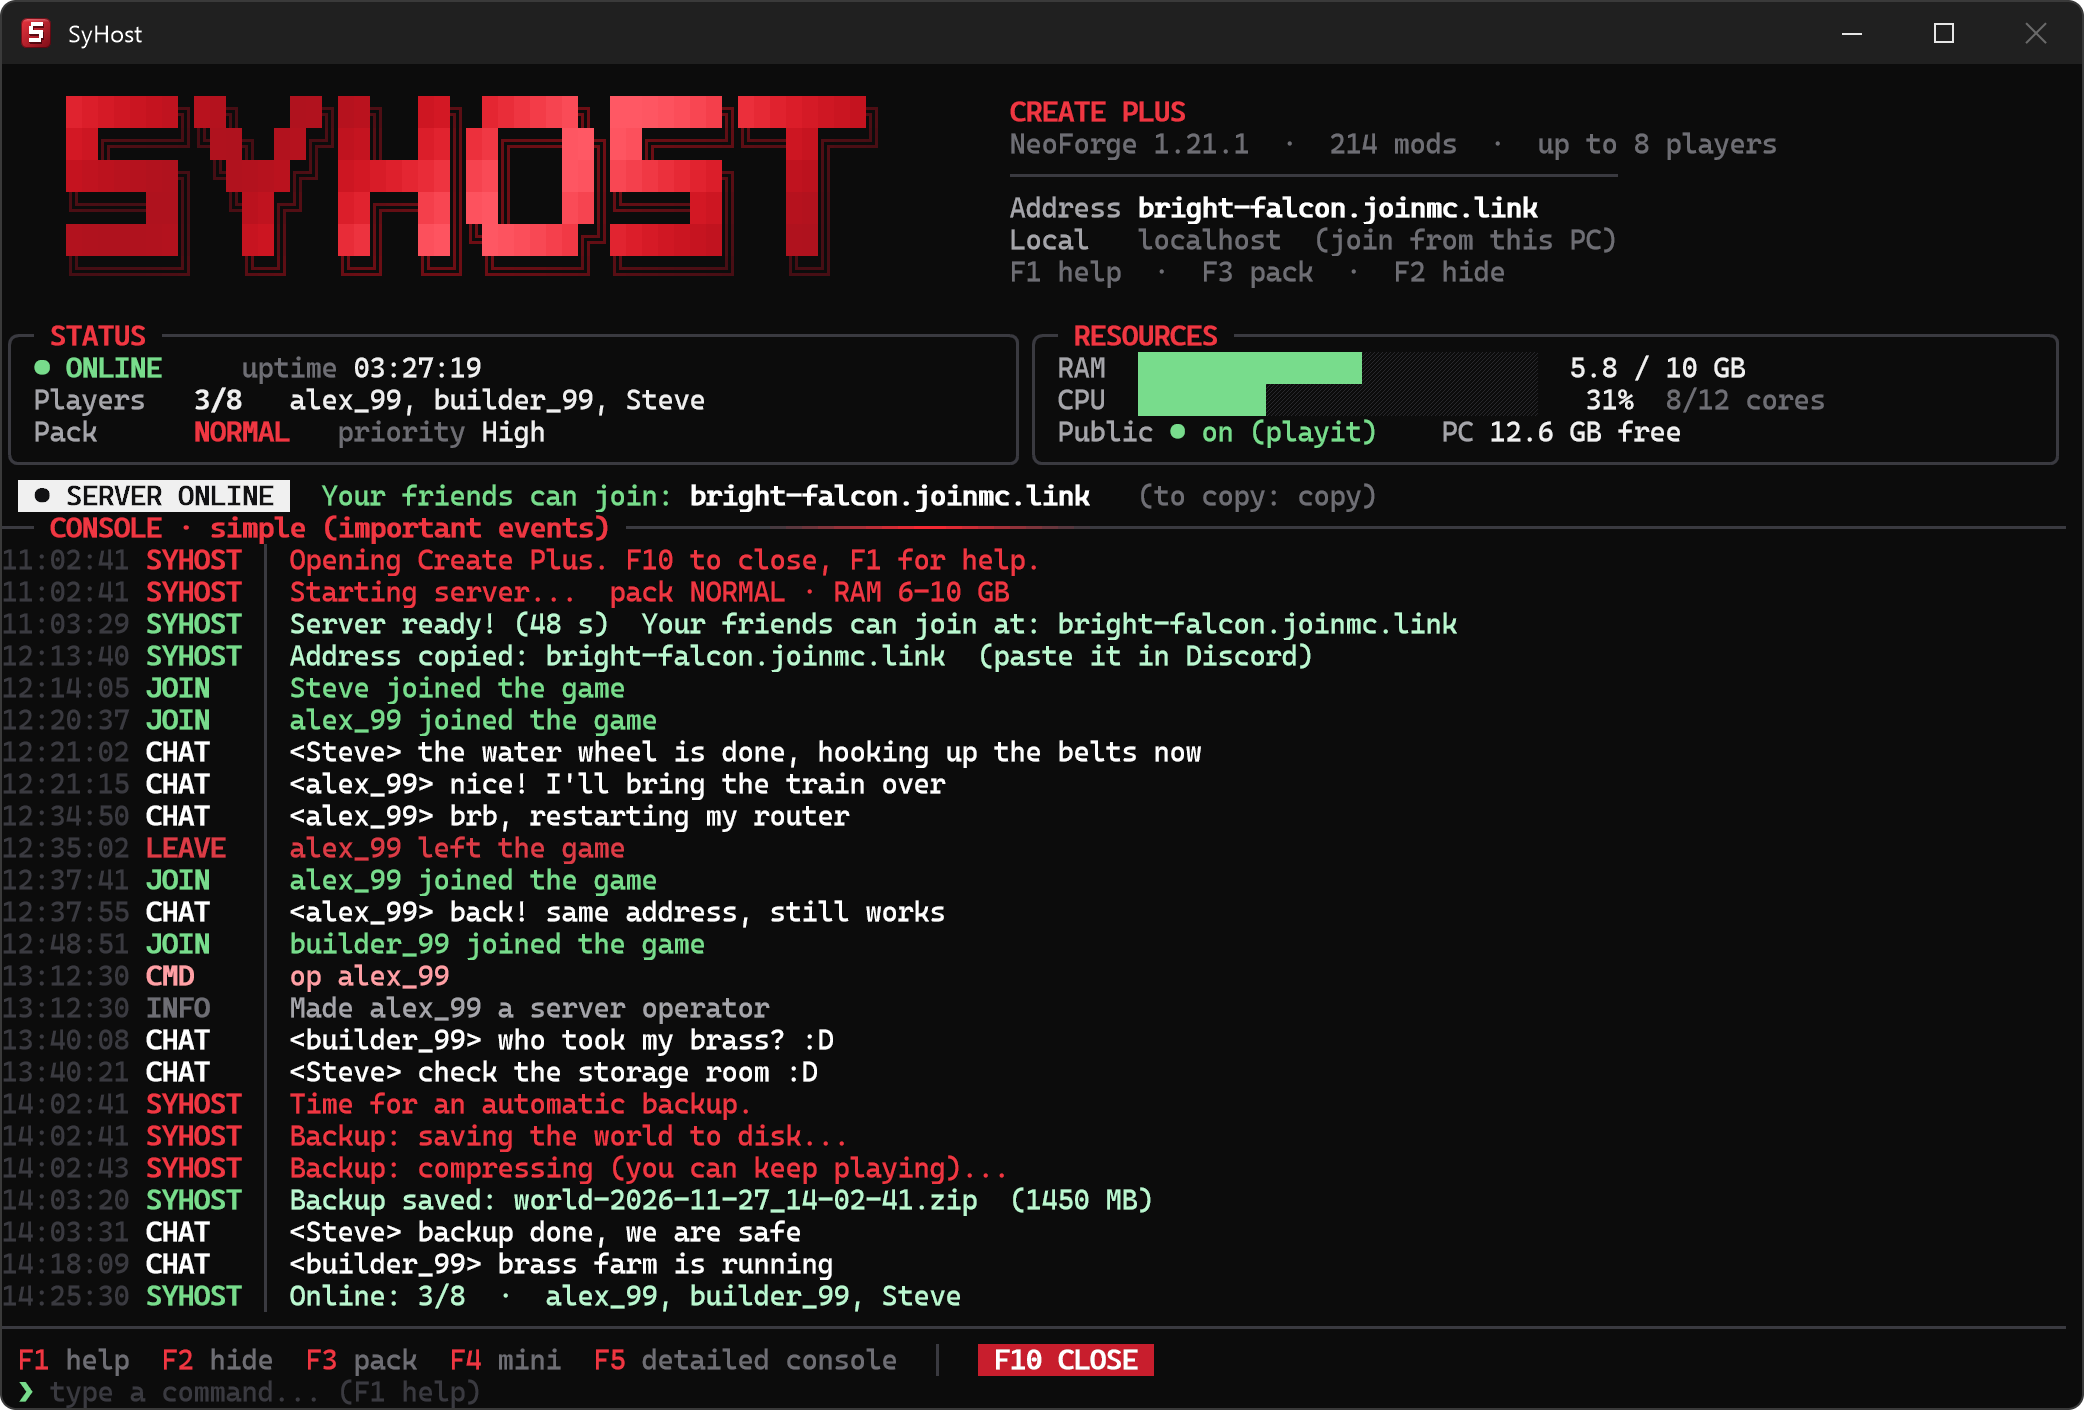 SyHost
SYHOST
CREATE PLUS
NeoForge 1.21.1 · 214 mods · up to 8 players
Address bright-falcon.joinmc.link
Local localhost (join from this PC)
F1 help · F3 pack · F2 hide
STATUS
● ONLINE uptime 03:27:19
Players 3/8 alex_99, builder_99, Steve
Pack NORMAL priority High
RESOURCES
RAM 5.8 / 10 GB
CPU 31% 8/12 cores
Public ● on (playit) PC 12.6 GB free
● SERVER ONLINE Your friends can join: bright-falcon.joinmc.link (to copy: copy)
CONSOLE · simple (important events)
11:02:41 SYHOST Opening Create Plus. F10 to close, F1 for help.
11:02:41 SYHOST Starting server... pack NORMAL · RAM 6-10 GB
11:03:29 SYHOST Server ready! (48 s) Your friends can join at: bright-falcon.joinmc.link
12:13:40 SYHOST Address copied: bright-falcon.joinmc.link (paste it in Discord)
12:14:05 JOIN Steve joined the game
12:20:37 JOIN alex_99 joined the game
12:21:02 CHAT <Steve> the water wheel is done, hooking up the belts now
12:21:15 CHAT <alex_99> nice! I'll bring the train over
12:34:50 CHAT <alex_99> brb, restarting my router
12:35:02 LEAVE alex_99 left the game
12:37:41 JOIN alex_99 joined the game
12:37:55 CHAT <alex_99> back! same address, still works
12:48:51 JOIN builder_99 joined the game
13:12:30 CMD op alex_99
13:12:30 INFO Made alex_99 a server operator
13:40:08 CHAT <builder_99> who took my brass? :D
13:40:21 CHAT <Steve> check the storage room :D
14:02:41 SYHOST Time for an automatic backup.
14:02:41 SYHOST Backup: saving the world to disk...
14:02:43 SYHOST Backup: compressing (you can keep playing)...
14:03:20 SYHOST Backup saved: world-2026-11-27_14-02-41.zip (1450 MB)
14:03:31 CHAT <Steve> backup done, we are safe
14:18:09 CHAT <builder_99> brass farm is running
14:25:30 SYHOST Online: 3/8 · alex_99, builder_99, Steve
F1 help F2 hide F3 pack F4 mini F5 detailed console F10 CLOSE
❯ type a command... (F1 help)